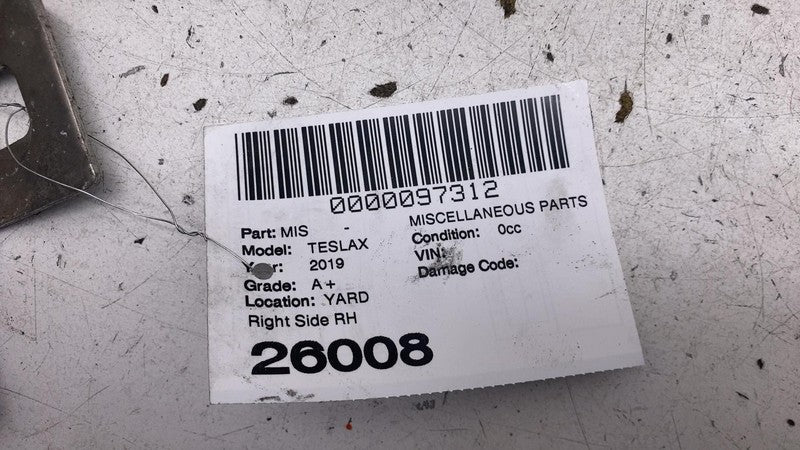 0000097312
Part: MIS - MISCELLANEOUS PARTS
Model: TESLAX Condition: 0cc
2019 VIN:
Grade: A+ Damage Code:
Location: YARD
Right Side RH
26008